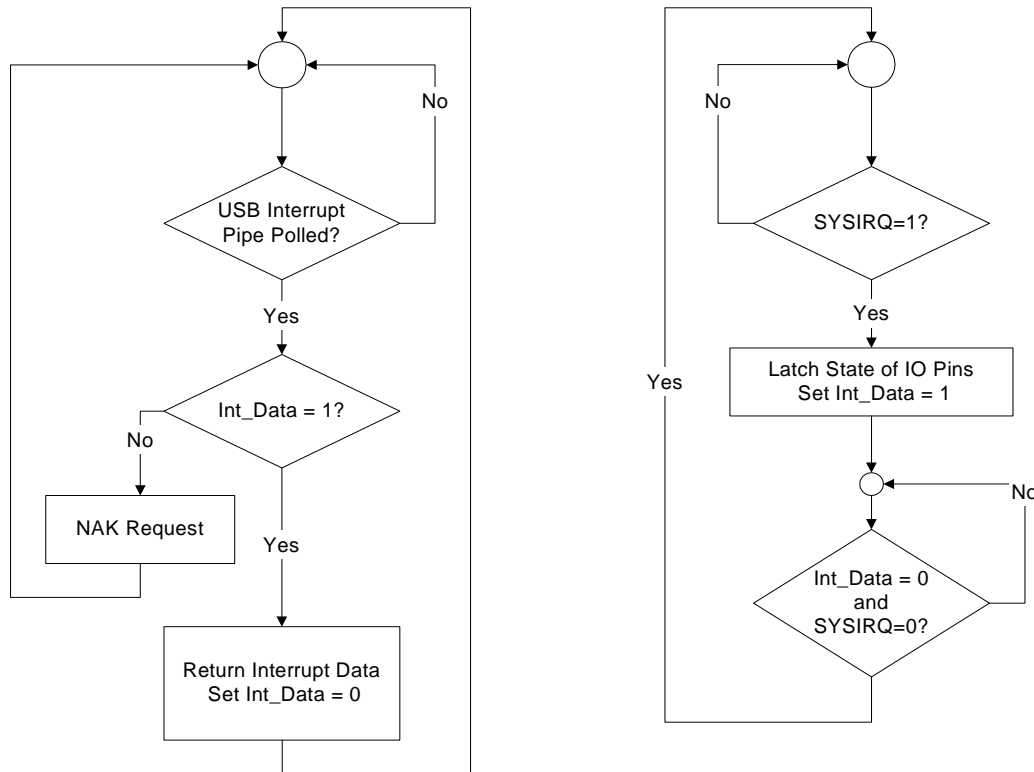 No
USB Interrupt
Pipe Polled?
Yes
Int_Data = 1?
No
NAK Request
Yes
Return Interrupt Data
Set Int_Data = 0
No
SYSIRQ=1?
Yes
Latch State of IO Pins
Set Int_Data = 1
Yes
No
Int_Data = 0
and
SYSIRQ=0?